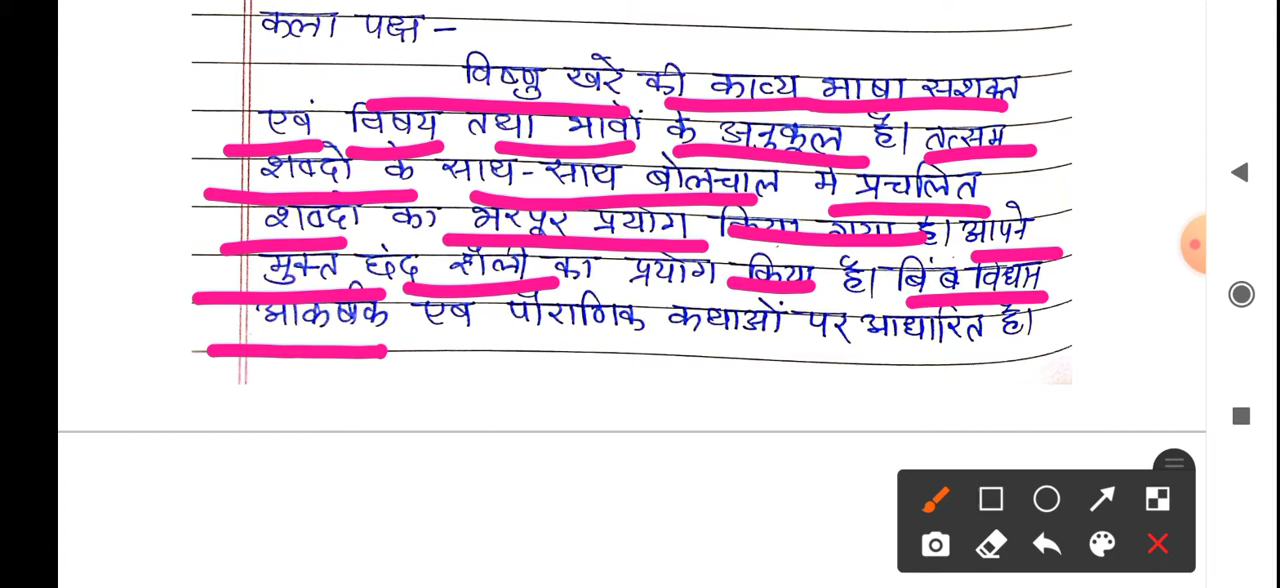 कला पक्ष -
विष्णु खरे की काव्य भाषा सशक्त
एवं विषय तथा भावों के अनुकूल है। तत्सम
शब्दों के साथ-साथ बोलचाल में प्रचलित
शब्दों का भरपूर प्रयोग किया गया है। आपने
मुक्त छंद शैली का प्रयोग किया है। बिंब विधान
आकर्षक एवं पौराणिक कथाओं पर आधारित है।